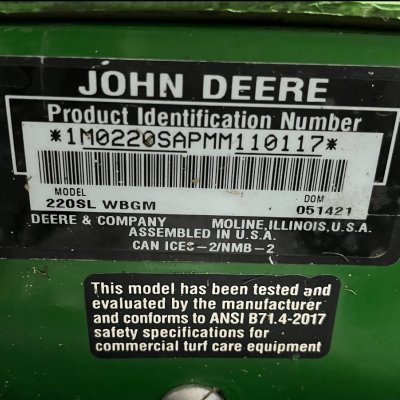 JOHN DEERE
Product Identification Number
*1M0220SAPMM110117*
MODEL DOM
220SL WBGM 051421
DEERE & COMPANY MOLINE, ILLINOIS, U.S.A.
ASSEMBLED IN U.S.A.
CAN ICES-2/NMB-2
This model has been tested and
evaluated by the manufacturer
and conforms to ANSI B71.4-2017
safety specifications for
commercial turf care equipment